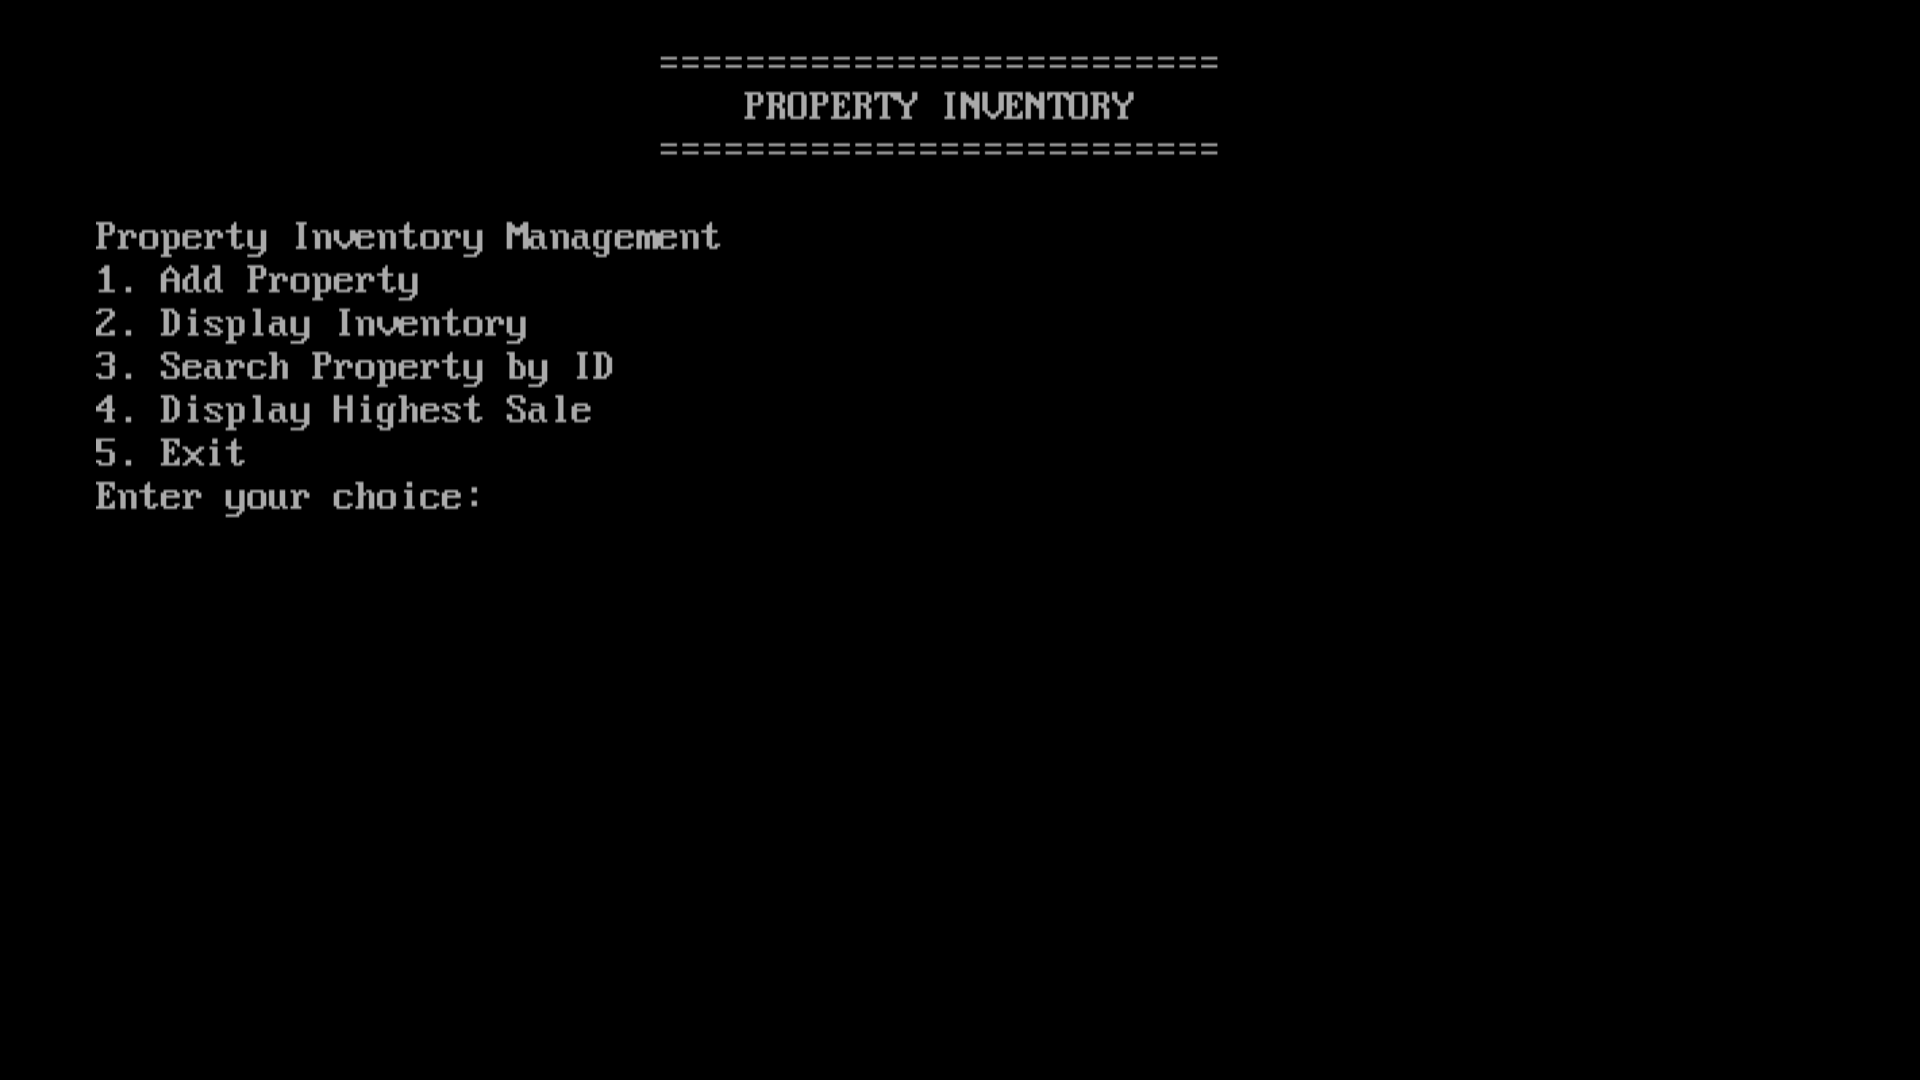 ==========================
PROPERTY INVENTORY
==========================
Property Inventory Management
1. Add Property
2. Display Inventory
3. Search Property by ID
4. Display Highest Sale
5. Exit
Enter your choice: